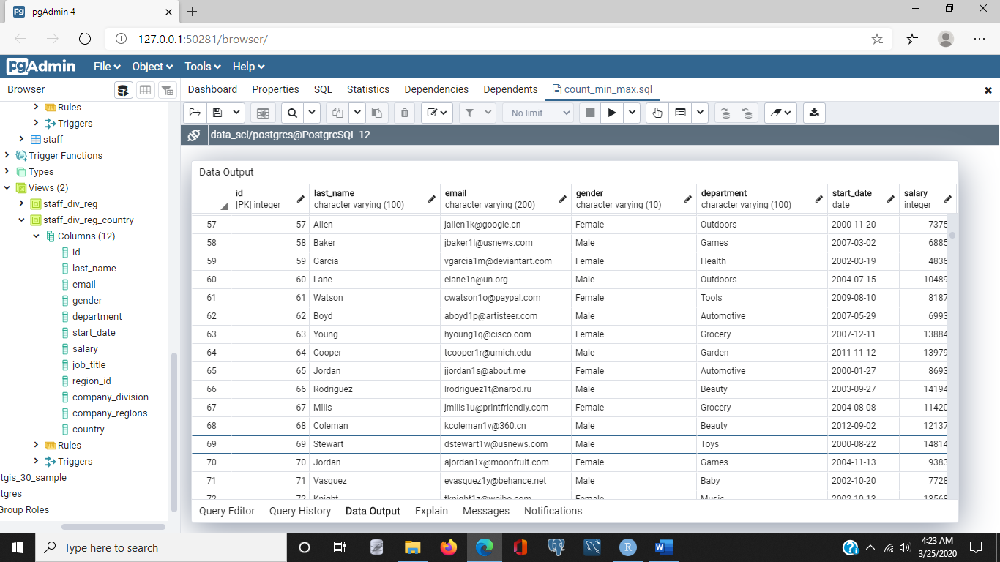 pgAdmin 4
127.0.0.1:50281/browser/
pgAdmin File Object Tools Help
Browser
Dashboard Properties SQL Statistics Dependencies Dependents count_min_max.sql
No limit
data_sci/postgres@PostgreSQL 12
Rules
Triggers
staff
Trigger Functions
Types
Views (2)
staff_div_reg
staff_div_reg_country
Columns (12)
id
last_name
email
gender
department
start_date
salary
job_title
region_id
company_division
company_regions
country
Rules
Triggers
tgis_30_sample
tgres
Group Roles
Data Output
id last_name email gender department start_date salary
[PK] integer character varying (100) character varying (200) character varying (10) character varying (100) date integer
57 57 Allen jallen1k@google.cn Female Outdoors 2000-11-20 7375
58 58 Baker jbaker1l@usnews.com Male Games 2007-03-02 6885
59 59 Garcia vgarcia1m@deviantart.com Female Health 2002-03-19 4836
60 60 Lane elane1n@un.org Male Outdoors 2004-07-15 10489
61 61 Watson cwatson1o@paypal.com Female Tools 2009-08-10 8187
62 62 Boyd aboyd1p@artisteer.com Male Automotive 2007-05-29 6993
63 63 Young hyoung1q@cisco.com Female Grocery 2007-12-11 13884
64 64 Cooper tcooper1r@umich.edu Male Garden 2011-11-12 13979
65 65 Jordan jjordan1s@about.me Female Automotive 2000-01-27 8693
66 66 Rodriguez lrodriguez1t@narod.ru Male Beauty 2003-09-27 14194
67 67 Mills jmills1u@printfriendly.com Female Grocery 2004-08-08 11420
68 68 Coleman kcoleman1v@360.cn Male Beauty 2012-09-02 12137
69 69 Stewart dstewart1w@usnews.com Male Toys 2000-08-22 14814
70 70 Jordan ajordan1x@moonfruit.com Female Games 2004-11-13 9383
71 71 Vasquez evasquez1y@behance.net Male Baby 2002-10-20 7728
72 72 Knight tknight1z@weibo.com Female Music 2002-10-13 13568
Query Editor Query History Data Output Explain Messages Notifications
Type here to search
4:23 AM
3/25/2020